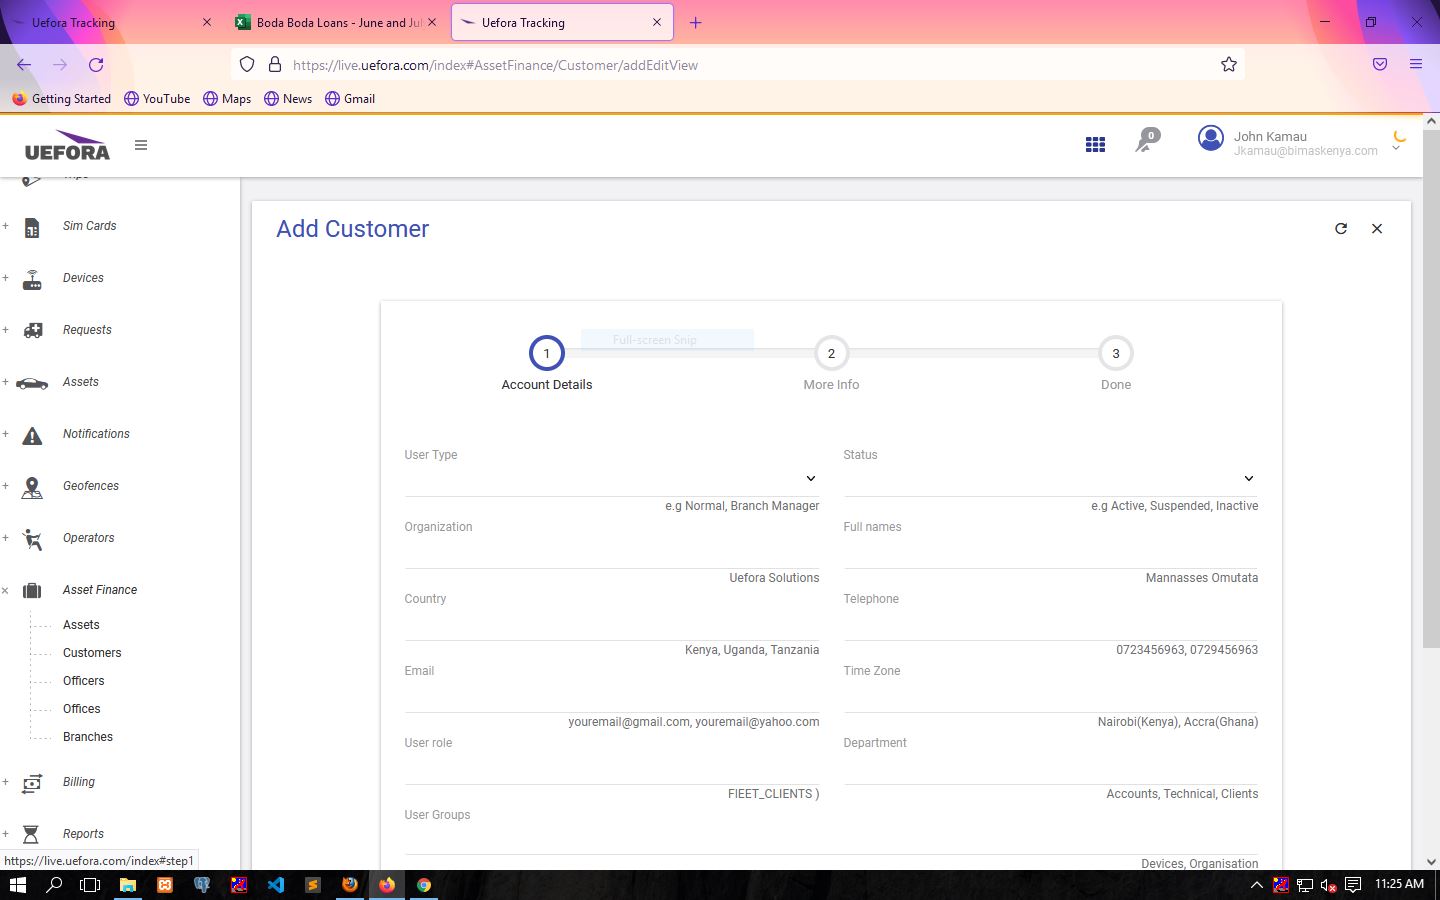 Uefora Tracking
Boda Boda Loans - June and Jul
Uefora Tracking
https://live.uefora.com/index#AssetFinance/Customer/addEditView
Getting Started
YouTube
Maps
News
Gmail
UEFORA
0
John Kamau
Jkamau@bimaskenya.com
Sim Cards
Devices
Requests
Assets
Notifications
Geofences
Operators
Asset Finance
Assets
Customers
Officers
Offices
Branches
Billing
Reports
https://live.uefora.com/index#step1
Add Customer
Full-screen Snip
1
2
3
Account Details
More Info
Done
User Type
Status
e.g Normal, Branch Manager
e.g Active, Suspended, Inactive
Organization
Full names
Uefora Solutions
Mannasses Omutata
Country
Telephone
Kenya, Uganda, Tanzania
0723456963, 0729456963
Email
Time Zone
youremail@gmail.com, youremail@yahoo.com
Nairobi(Kenya), Accra(Ghana)
User role
Department
FIEET_CLIENTS )
Accounts, Technical, Clients
User Groups
Devices, Organisation
11:25 AM